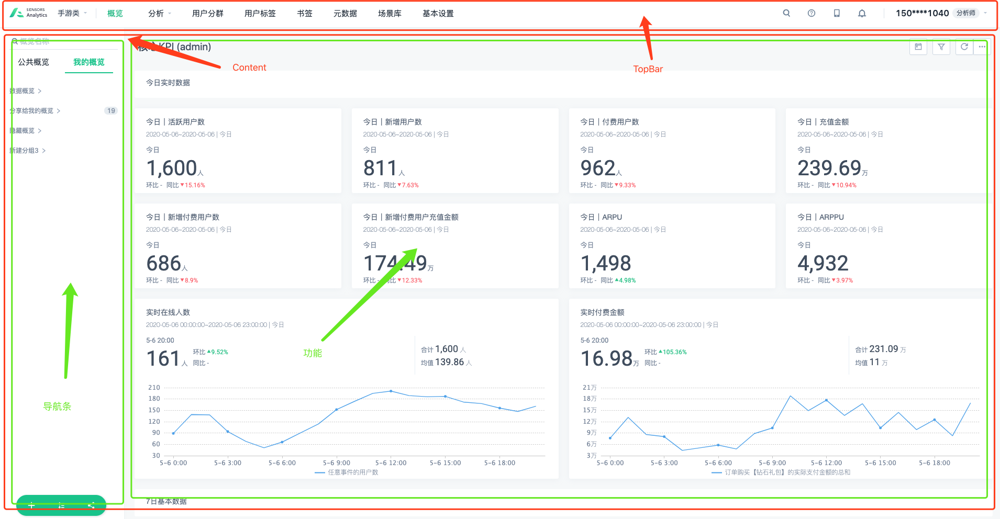 SENSORS
Analytics
手游类
概览
分析
用户分群
用户标签
书签
元数据
场景库
基本设置
150****1040
分析师
TopBar
Content
概览名称
公共概览
我的概览
数据概览
分享给我的概览
19
隐藏概览
新建分组3
导航条
核心KPI (admin)
今日实时数据
今日 | 活跃用户数
2020-05-06~2020-05-06 | 今日
今日
1,600人
环比 - 同比 15.16%
今日 | 新增用户数
2020-05-06~2020-05-06 | 今日
今日
811人
环比 - 同比 7.63%
今日 | 付费用户数
2020-05-06~2020-05-06 | 今日
今日
962人
环比 - 同比 9.33%
今日 | 充值金额
2020-05-06~2020-05-06 | 今日
今日
239.69万
环比 - 同比 10.94%
今日 | 新增付费用户数
2020-05-06~2020-05-06 | 今日
今日
686人
环比 - 同比 8.9%
今日 | 新增付费用户充值金额
2020-05-06~2020-05-06 | 今日
今日
174.49万
环比 - 同比 12.33%
今日 | ARPU
2020-05-06~2020-05-06 | 今日
今日
1,498
环比 - 同比 4.98%
今日 | ARPPU
2020-05-06~2020-05-06 | 今日
今日
4,932
环比 - 同比 3.97%
功能
实时在线人数
2020-05-06 00:00:00~2020-05-06 23:00:00 | 今日
5-6 20:00
161人
环比 9.52%
同比 -
合计 1,600 人
均值 139.86 人
210
180
150
120
90
60
30
5-6 0:00 5-6 3:00 5-6 6:00 5-6 9:00 5-6 12:00 5-6 15:00 5-6 18:00
任意事件的用户数
实时付费金额
2020-05-06 00:00:00~2020-05-06 23:00:00 | 今日
5-6 20:00
16.98万
环比 105.36%
同比 -
合计 231.09 万
均值 11 万
21万
18万
15万
12万
9万
6万
3万
5-6 0:00 5-6 3:00 5-6 6:00 5-6 9:00 5-6 12:00 5-6 15:00 5-6 18:00
订单购买【钻石礼包】的实际支付金额的总和
7日基本数据